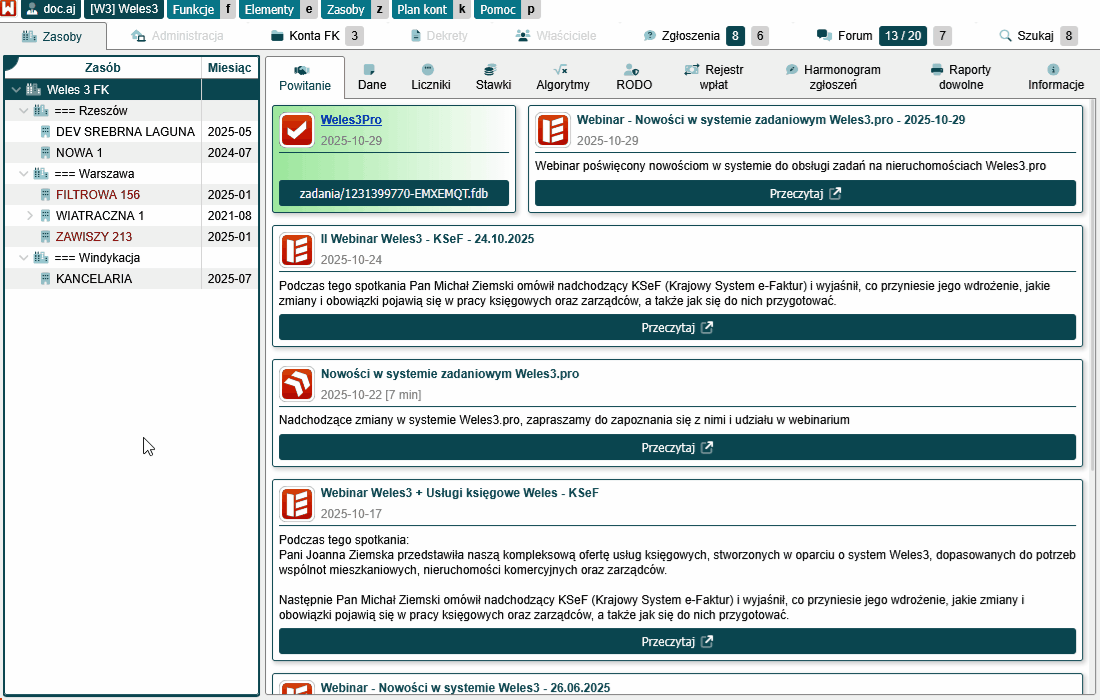 doc.aj [W3] Weles3 Funkcje f Elementy e Zasoby z Plan kont k Pomoc p
Zasoby Administracja Konta FK 3 Dekrety Właściciele Zgłoszenia 8 6 Forum 13 / 20 7 Szukaj 8
Zasób Miesiąc
Weles 3 FK
=== Rzeszów
DEV SREBRNA LAGUNA 2025-05
NOWA 1 2024-07
=== Warszawa
FILTROWA 156 2025-01
WIATRACZNA 1 2021-08
ZAWISZY 213 2025-01
=== Windykacja
KANCELARIA 2025-07
Powitanie Dane Liczniki Stawki Algorytmy RODO Rejestr wpłat Harmonogram zgłoszeń Raporty dowolne Informacje
Weles3Pro
2025-10-29
zadania/1231399770-EMXEMQT.fdb
Webinar - Nowości w systemie zadaniowym Weles3.pro - 2025-10-29
2025-10-29
Webinar poświęcony nowościom w systemie do obsługi zadań na nieruchomościach Weles3.pro
Przeczytaj
II Webinar Weles3 - KSeF - 24.10.2025
2025-10-24
Podczas tego spotkania Pan Michał Ziemski omówił nadchodzący KSeF (Krajowy System e-Faktur) i wyjaśnił, co przyniesie jego wdrożenie, jakie
zmiany i obowiązki pojawią się w pracy księgowych oraz zarządców, a także jak się do nich przygotować.
Przeczytaj
Nowości w systemie zadaniowym Weles3.pro
2025-10-22 [7 min]
Nadchodzące zmiany w systemie Weles3.pro, zapraszamy do zapoznania się z nimi i udziału w webinarium
Przeczytaj
Webinar Weles3 + Usługi księgowe Weles - KSeF
2025-10-17
Podczas tego spotkania:
Pani Joanna Ziemska przedstawiła naszą kompleksową ofertę usług księgowych, stworzonych w oparciu o system Weles3, dopasowanych do potrzeb
wspólnot mieszkaniowych, nieruchomości komercyjnych oraz zarządców.
Następnie Pan Michał Ziemski omówił nadchodzący KSeF (Krajowy System e-Faktur) i wyjaśnił, co przyniesie jego wdrożenie, jakie zmiany i
obowiązki pojawią się w pracy księgowych oraz zarządców, a także jak się do nich przygotować.
Przeczytaj
Webinar - Nowości w systemie Weles3 - 26.06.2025